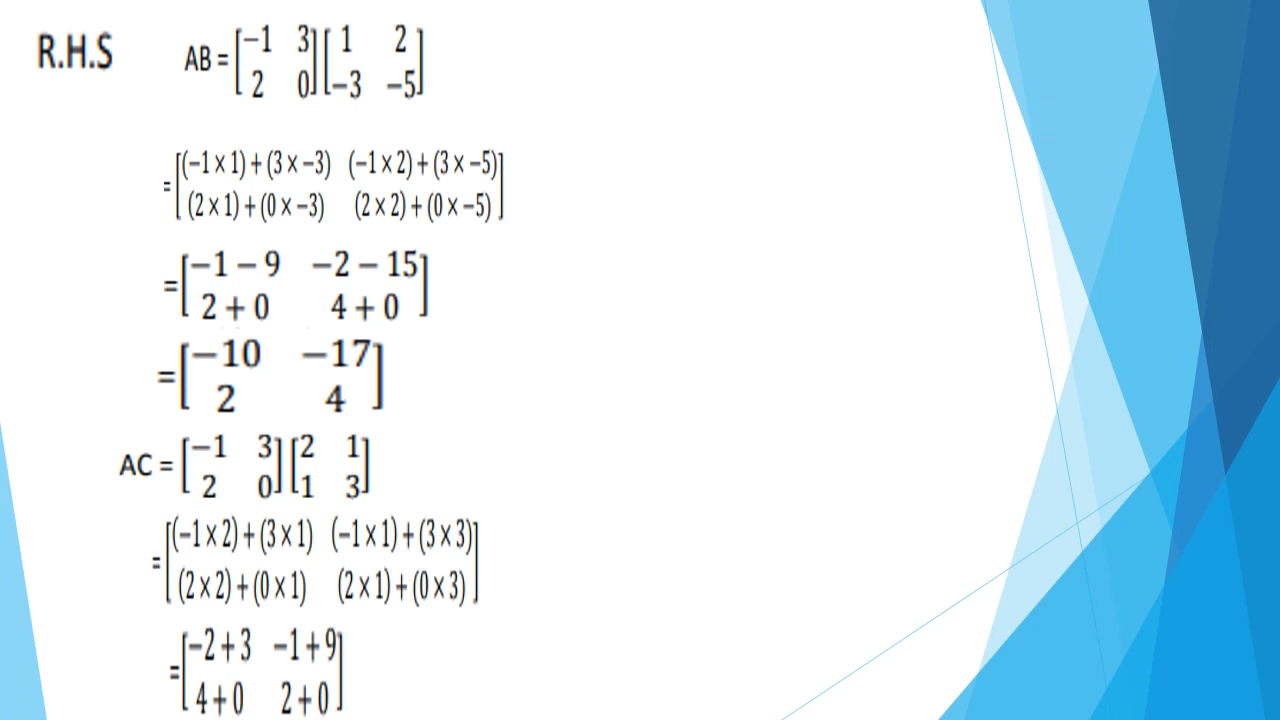 R.H.S AB = [−1 3] [1 2]
[2 0] [−3 −5]
= [(−1 × 1) + (3 × −3) (−1 × 2) + (3 × −5)]
[(2 × 1) + (0 × −3) (2 × 2) + (0 × −5)]
= [−1 − 9 −2 − 15]
[2 + 0 4 + 0]
= [−10 −17]
[2 4]
AC = [−1 3] [2 1]
[2 0] [1 3]
= [(−1 × 2) + (3 × 1) (−1 × 1) + (3 × 3)]
[(2 × 2) + (0 × 1) (2 × 1) + (0 × 3)]
= [−2 + 3 −1 + 9]
[4 + 0 2 + 0]